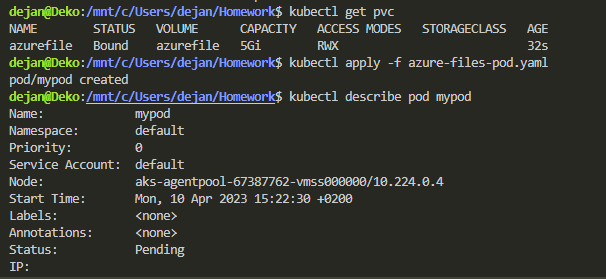 dejan@Deko:/mnt/c/Users/dejan/Homework$ kubectl get pvc
NAME        STATUS   VOLUME      CAPACITY   ACCESS MODES   STORAGECLASS   AGE
azurefile   Bound    azurefile   5Gi        RWX                           32s
dejan@Deko:/mnt/c/Users/dejan/Homework$ kubectl apply -f azure-files-pod.yaml
pod/mypod created
dejan@Deko:/mnt/c/Users/dejan/Homework$ kubectl describe pod mypod
Name:             mypod
Namespace:        default
Priority:         0
Service Account:  default
Node:             aks-agentpool-67387762-vmss000000/10.224.0.4
Start Time:       Mon, 10 Apr 2023 15:22:30 +0200
Labels:           <none>
Annotations:      <none>
Status:           Pending
IP: